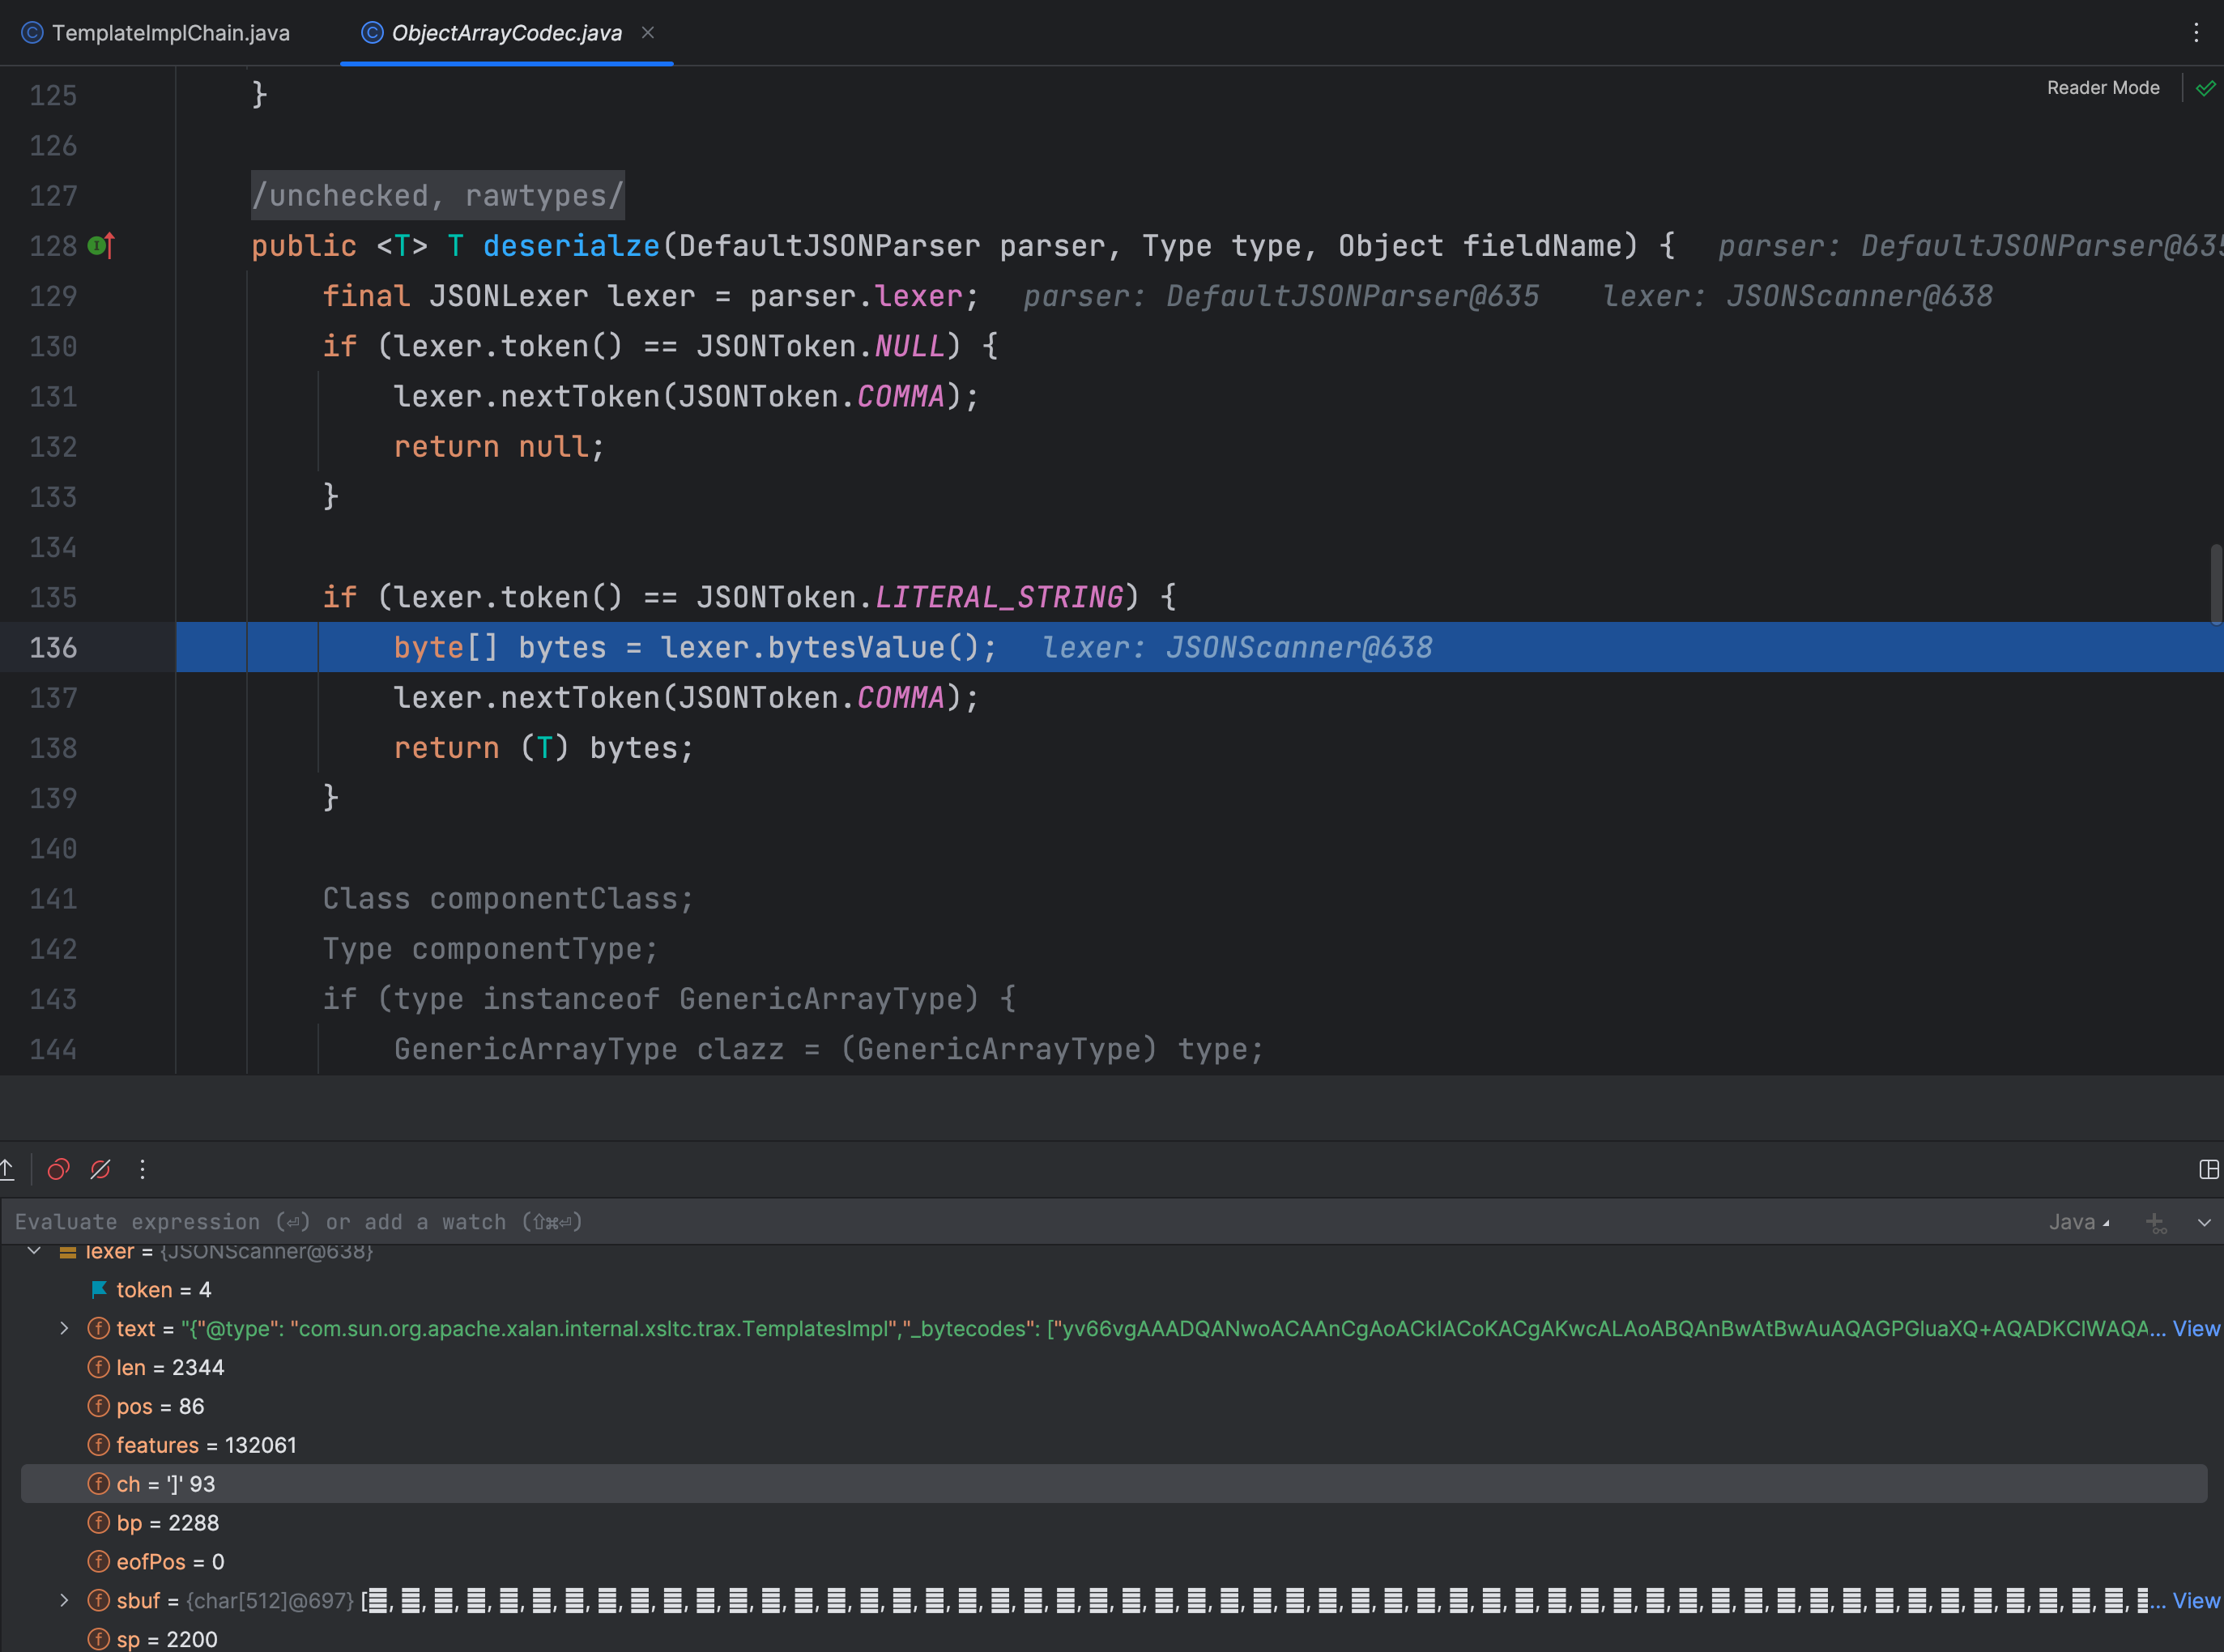 TemplateImplChain.java
ObjectArrayCodec.java
Reader Mode
125 }
126
127 /unchecked, rawtypes/
128 public <T> T deserialze(DefaultJSONParser parser, Type type, Object fieldName) { parser: DefaultJSONParser@635
129 final JSONLexer lexer = parser.lexer; parser: DefaultJSONParser@635 lexer: JSONScanner@638
130 if (lexer.token() == JSONToken.NULL) {
131 lexer.nextToken(JSONToken.COMMA);
132 return null;
133 }
134
135 if (lexer.token() == JSONToken.LITERAL_STRING) {
136 byte[] bytes = lexer.bytesValue(); lexer: JSONScanner@638
137 lexer.nextToken(JSONToken.COMMA);
138 return (T) bytes;
139 }
140
141 Class componentClass;
142 Type componentType;
143 if (type instanceof GenericArrayType) {
144 GenericArrayType clazz = (GenericArrayType) type;
Evaluate expression (⏎) or add a watch (⇧⌘⏎)
Java
lexer = {JSONScanner@638}
token = 4
text = "{"@type": "com.sun.org.apache.xalan.internal.xsltc.trax.TemplatesImpl","_bytecodes": ["yv66vgAAADQANwoACAAnCgAoACkIACoKACgAKwcALAoABQAnBwAtBwAuAQAGPGluaXQ+AQADKClWAQA... View
len = 2344
pos = 86
features = 132061
ch = ']' 93
bp = 2288
eofPos = 0
sbuf = {char[512]@697} [ ... View
sp = 2200